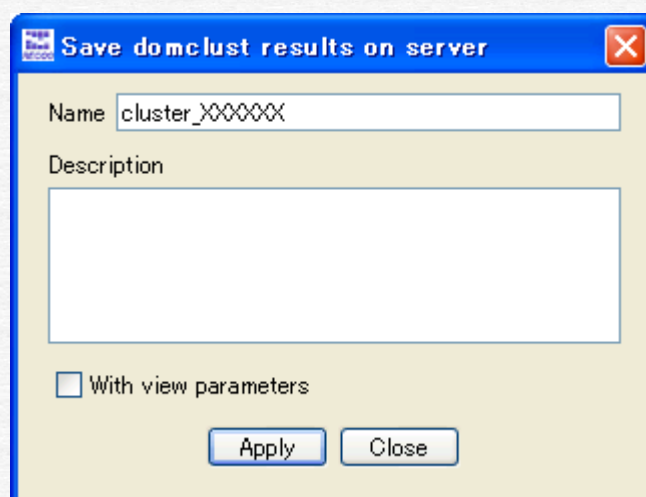 Save domclust results on server
Name cluster_XXXXXX
Description
With view parameters
Apply Close